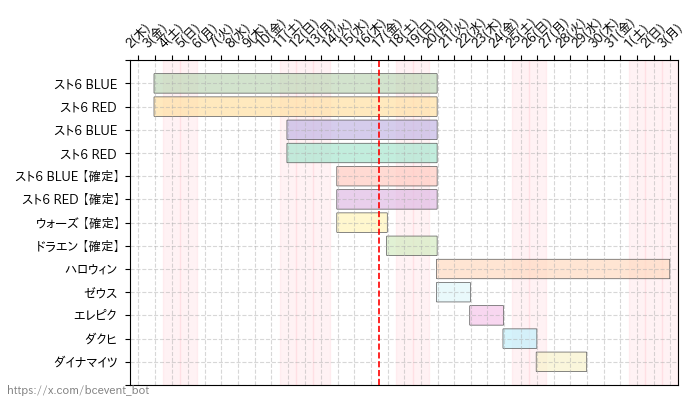 2(木) 3(金) 4(土) 5(日) 6(月) 7(火) 8(水) 9(木) 10(金) 11(土) 12(日) 13(月) 14(火) 15(水) 16(木) 17(金) 18(土) 19(日) 20(月) 21(火) 22(水) 23(木) 24(金) 25(土) 26(日) 27(月) 28(火) 29(水) 30(木) 31(金) 1(土) 2(日) 3(月)
スト6 BLUE
スト6 RED
スト6 BLUE
スト6 RED
スト6 BLUE【確定】
スト6 RED【確定】
ウォーズ【確定】
ドラエン【確定】
ハロウィン
ゼウス
エレピク
ダクヒ
ダイナマイツ
https://x.com/bcevent_bot